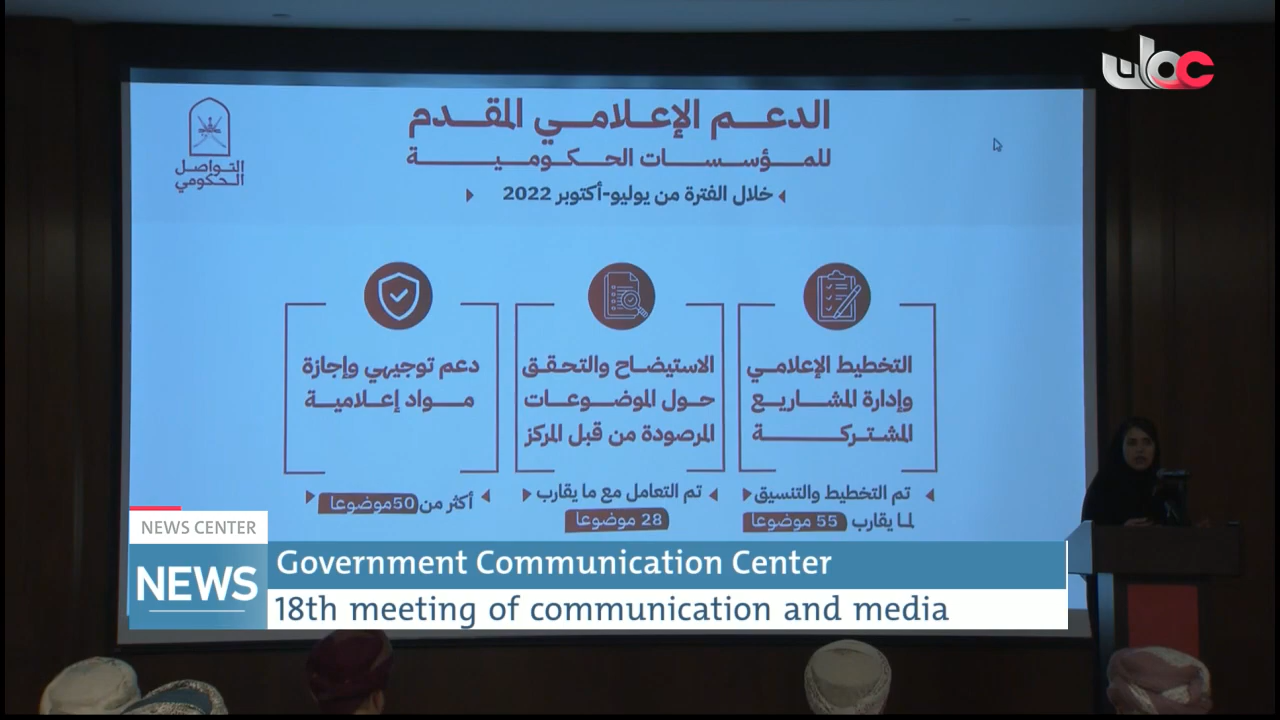 التواصل
الحكومي
الدعم الإعلامي المقدم
للمؤسسات الحكومية
خلال الفترة من يوليو-أكتوبر 2022
التخطيط الإعلامي
وإدارة المشاريع
المشتركة
تم التخطيط والتنسيق
لما يقارب 55 موضوعا
الاستيضاح والتحقق
حول الموضوعات
المرصودة من قبل المركز
تم التعامل مع ما يقارب
28 موضوعا
دعم توجيهي وإجازة
مواد إعلامية
أكثر من 50موضوعا
NEWS CENTER
NEWS
Government Communication Center
18th meeting of communication and media